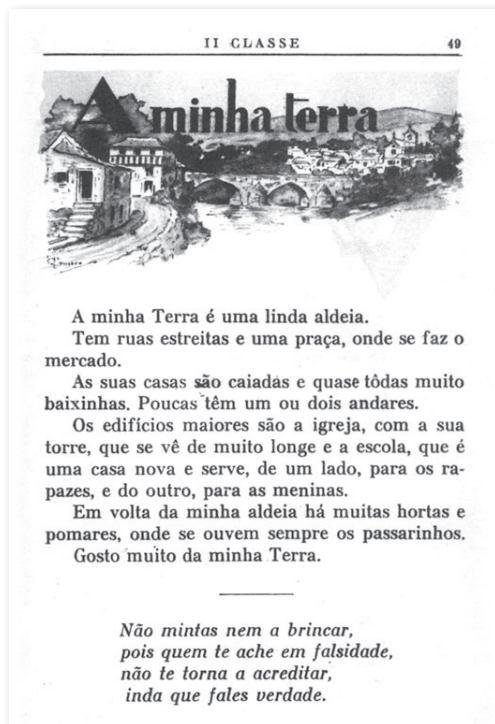 II CLASSE 49
A minha terra
A minha Terra é uma linda aldeia.
Tem ruas estreitas e uma praça, onde se faz o
mercado.
As suas casas são caiadas e quase tôdas muito
baixinhas. Poucas têm um ou dois andares.
Os edifícios maiores são a igreja, com a sua
torre, que se vê de muito longe e a escola, que é
uma casa nova e serve, de um lado, para os ra-
pazes, e do outro, para as meninas.
Em volta da minha aldeia há muitas hortas e
pomares, onde se ouvem sempre os passarinhos.
Gosto muito da minha Terra.
Não mintas nem a brincar,
pois quem te ache em falsidade,
não te torna a acreditar,
inda que fales verdade.